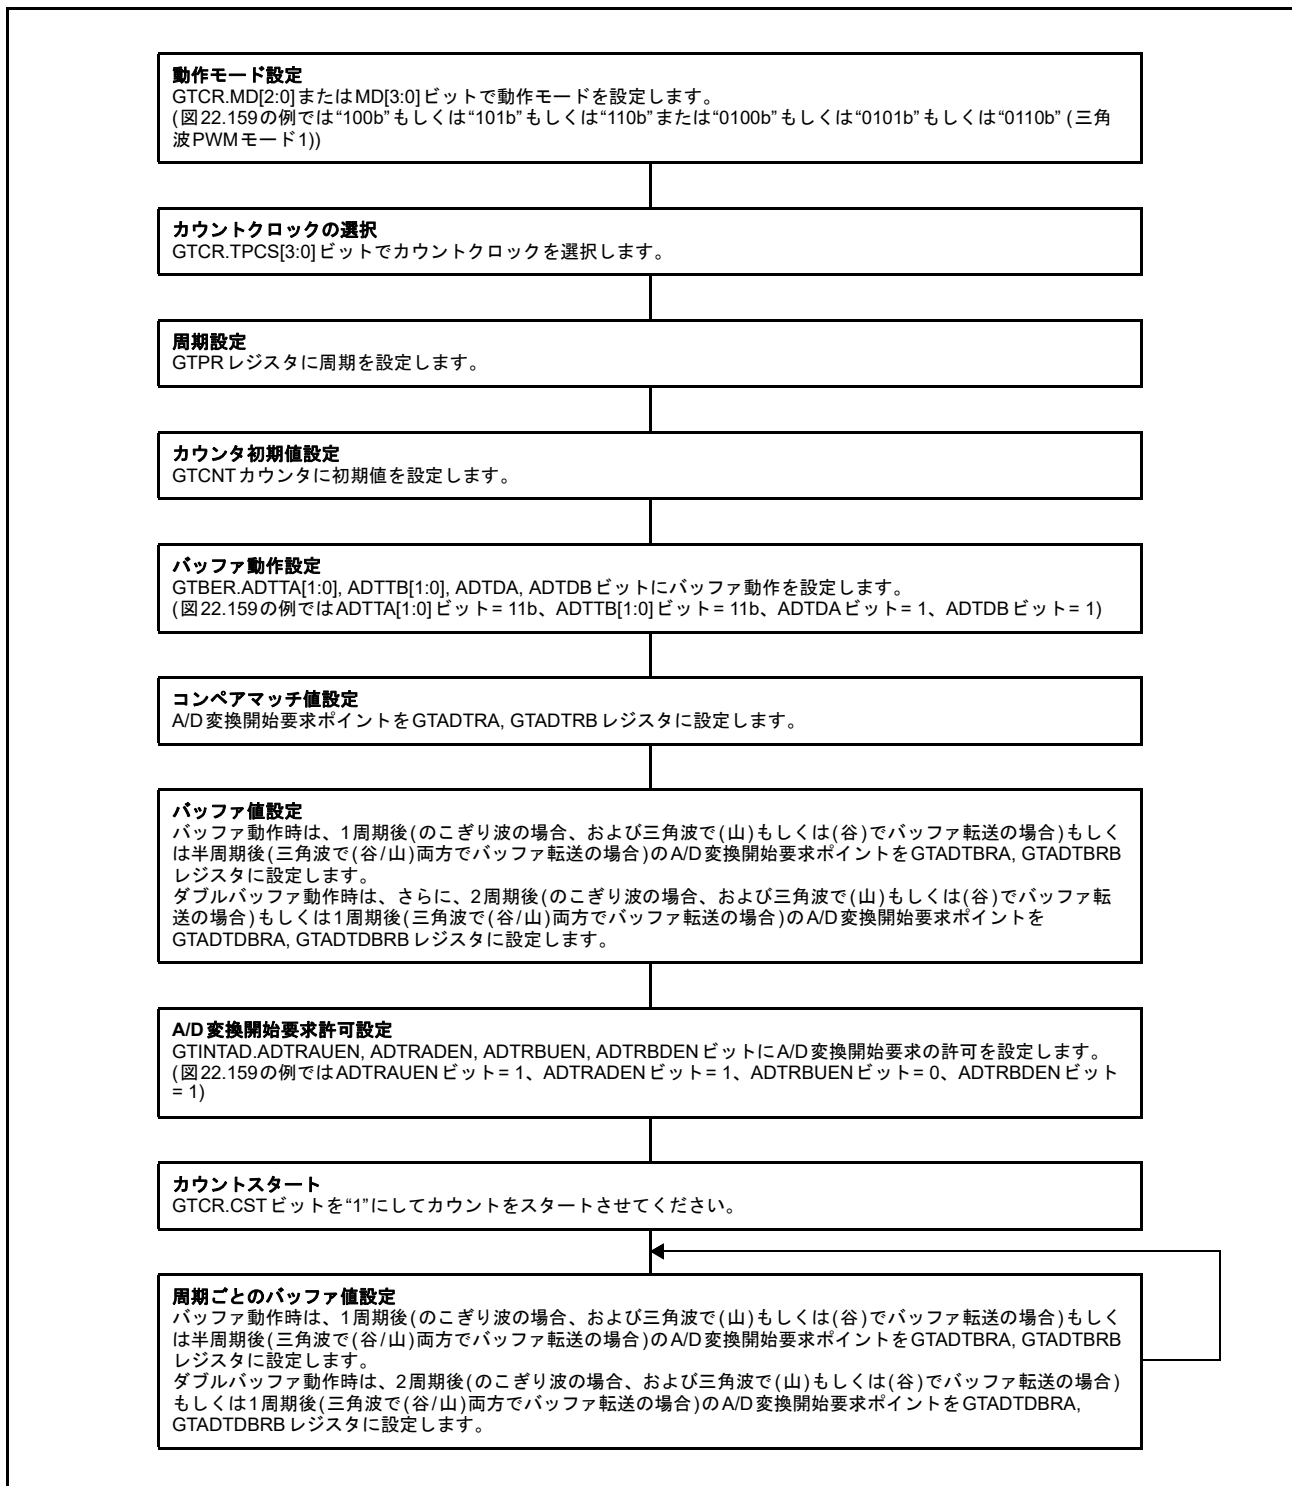 動作モード設定
GTCR.MD[2:0]またはMD[3:0]ビットで動作モードを設定します。
(図22.159の例では“100b”もしくは“101b”もしくは“110b”または“0100b”もしくは“0101b”もしくは“0110b” (三角
波PWMモード1))
カウントクロックの選択
GTCR.TPCS[3:0]ビットでカウントクロックを選択します。
周期設定
GTPRレジスタに周期を設定します。
カウンタ初期値設定
GTCNTカウンタに初期値を設定します。
バッファ動作設定
GTBER.ADTTA[1:0], ADTTB[1:0], ADTDA, ADTDBビットにバッファ動作を設定します。
(図22.159の例ではADTTA[1:0]ビット= 11b、ADTTB[1:0]ビット= 11b、ADTDAビット= 1、ADTDBビット= 1)
コンペアマッチ値設定
A/D変換開始要求ポイントをGTADTRA, GTADTRBレジスタに設定します。
バッファ値設定
バッファ動作時は、1周期後(のこぎり波の場合、および三角波で(山)もしくは(谷)でバッファ転送の場合)もしく
は半周期後(三角波で(谷/山)両方でバッファ転送の場合)のA/D変換開始要求ポイントをGTADTBRA, GTADTBRB
レジスタに設定します。
ダブルバッファ動作時は、さらに、2周期後(のこぎり波の場合、および三角波で(山)もしくは(谷)でバッファ転
送の場合)もしくは1周期後(三角波で(谷/山)両方でバッファ転送の場合)のA/D変換開始要求ポイントを
GTADTDBRA, GTADTDBRBレジスタに設定します。
A/D変換開始要求許可設定
GTINTAD.ADTRAUEN, ADTRADEN, ADTRBUEN, ADTRBDENビットにA/D変換開始要求の許可を設定します。
(図22.159の例ではADTRAUENビット= 1、ADTRADENビット= 1、ADTRBUENビット= 0、ADTRBDENビット
= 1)
カウントスタート
GTCR.CSTビットを“1”にしてカウントをスタートさせてください。
周期ごとのバッファ値設定
バッファ動作時は、1周期後(のこぎり波の場合、および三角波で(山)もしくは(谷)でバッファ転送の場合)もしく
は半周期後(三角波で(谷/山)両方でバッファ転送の場合)のA/D変換開始要求ポイントをGTADTBRA, GTADTBRB
レジスタに設定します。
ダブルバッファ動作時は、2周期後(のこぎり波の場合、および三角波で(山)もしくは(谷)でバッファ転送の場合)
もしくは1周期後(三角波で(谷/山)両方でバッファ転送の場合)のA/D変換開始要求ポイントをGTADTDBRA,
GTADTDBRBレジスタに設定します。